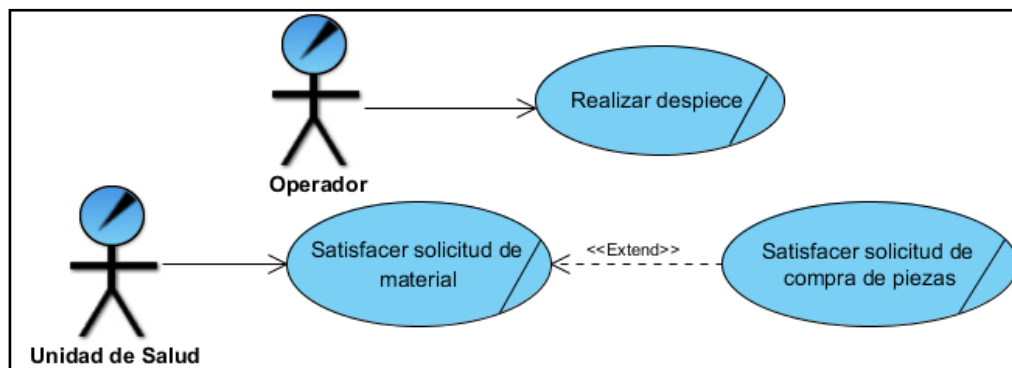 Realizar despiece
Operador
Satisfacer solicitud de
material
<<Extend>>
Satisfacer solicitud de
compra de piezas
Unidad de Salud